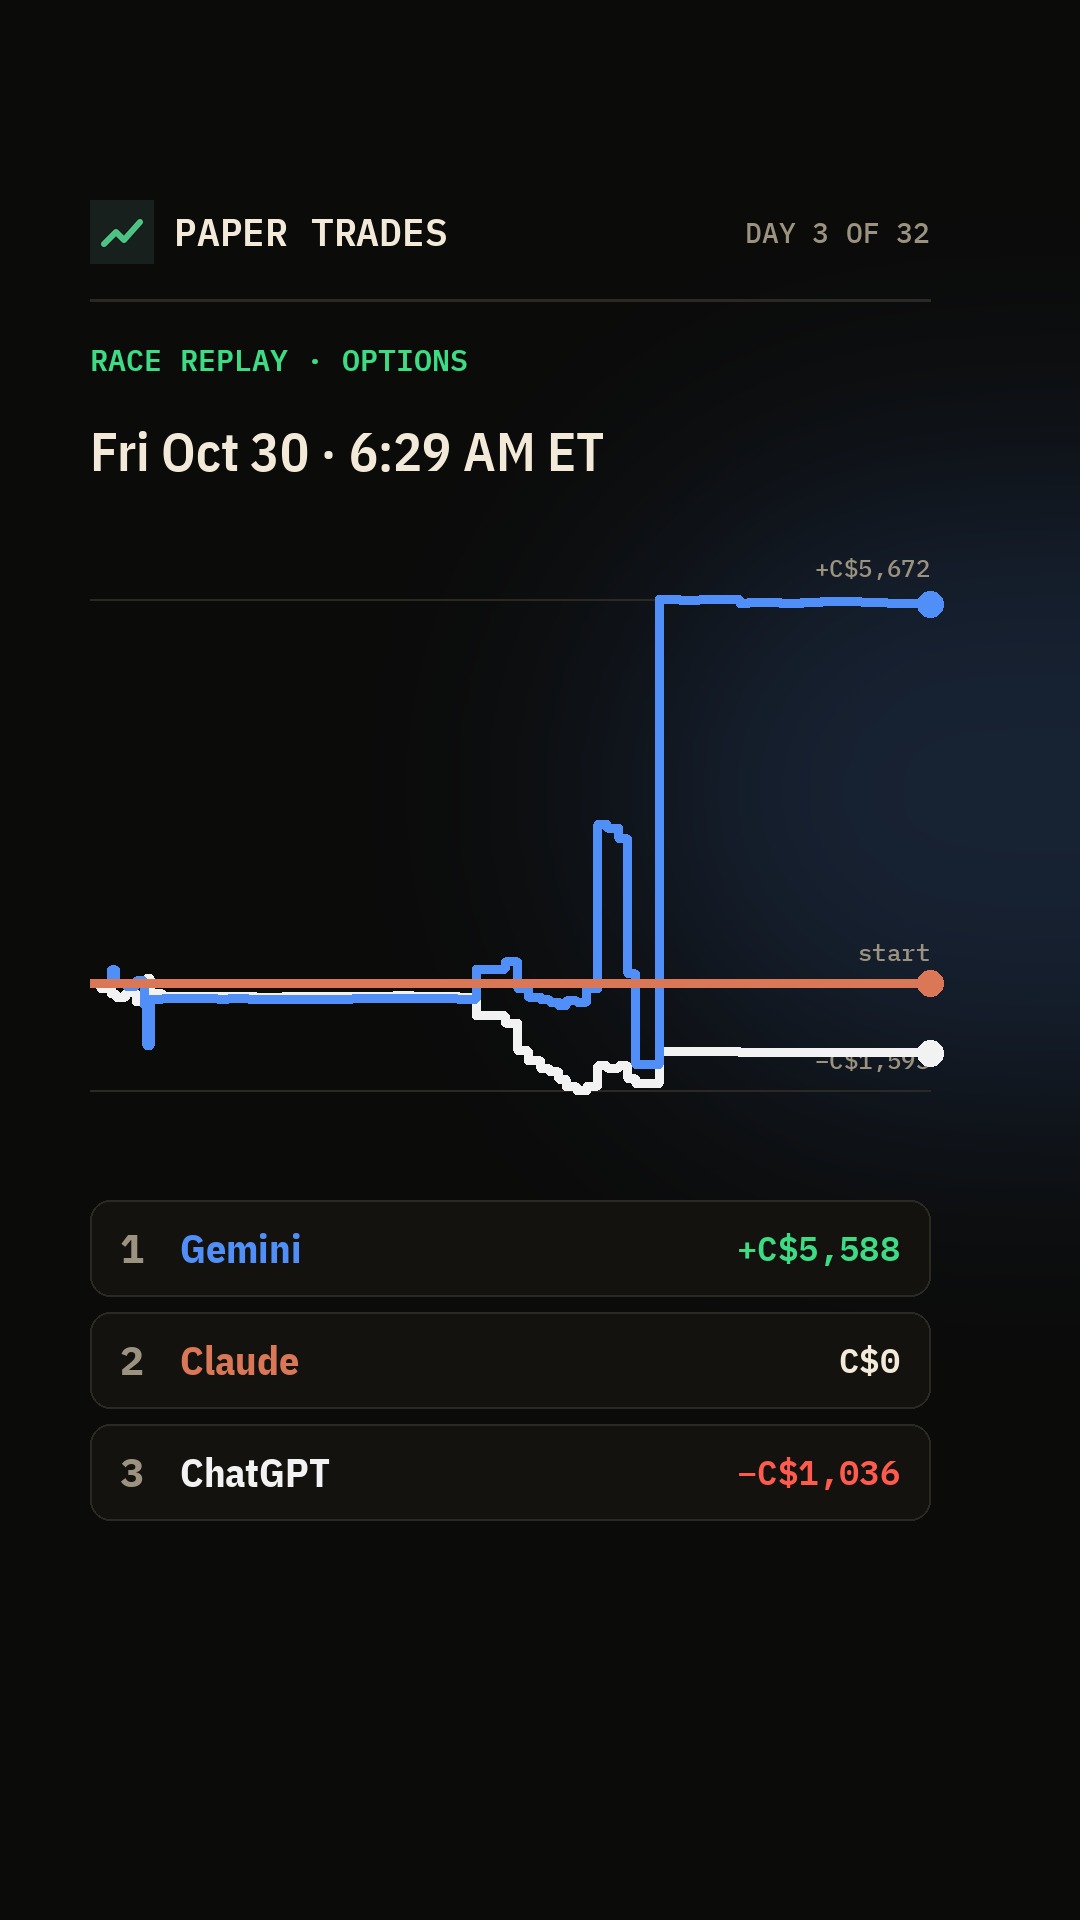 PAPER TRADES
DAY 3 OF 32
RACE REPLAY · OPTIONS
Fri Oct 30 · 6:29 AM ET
+C$5,672
start
1 Gemini +C$5,588
2 Claude C$0
3 ChatGPT −C$1,036